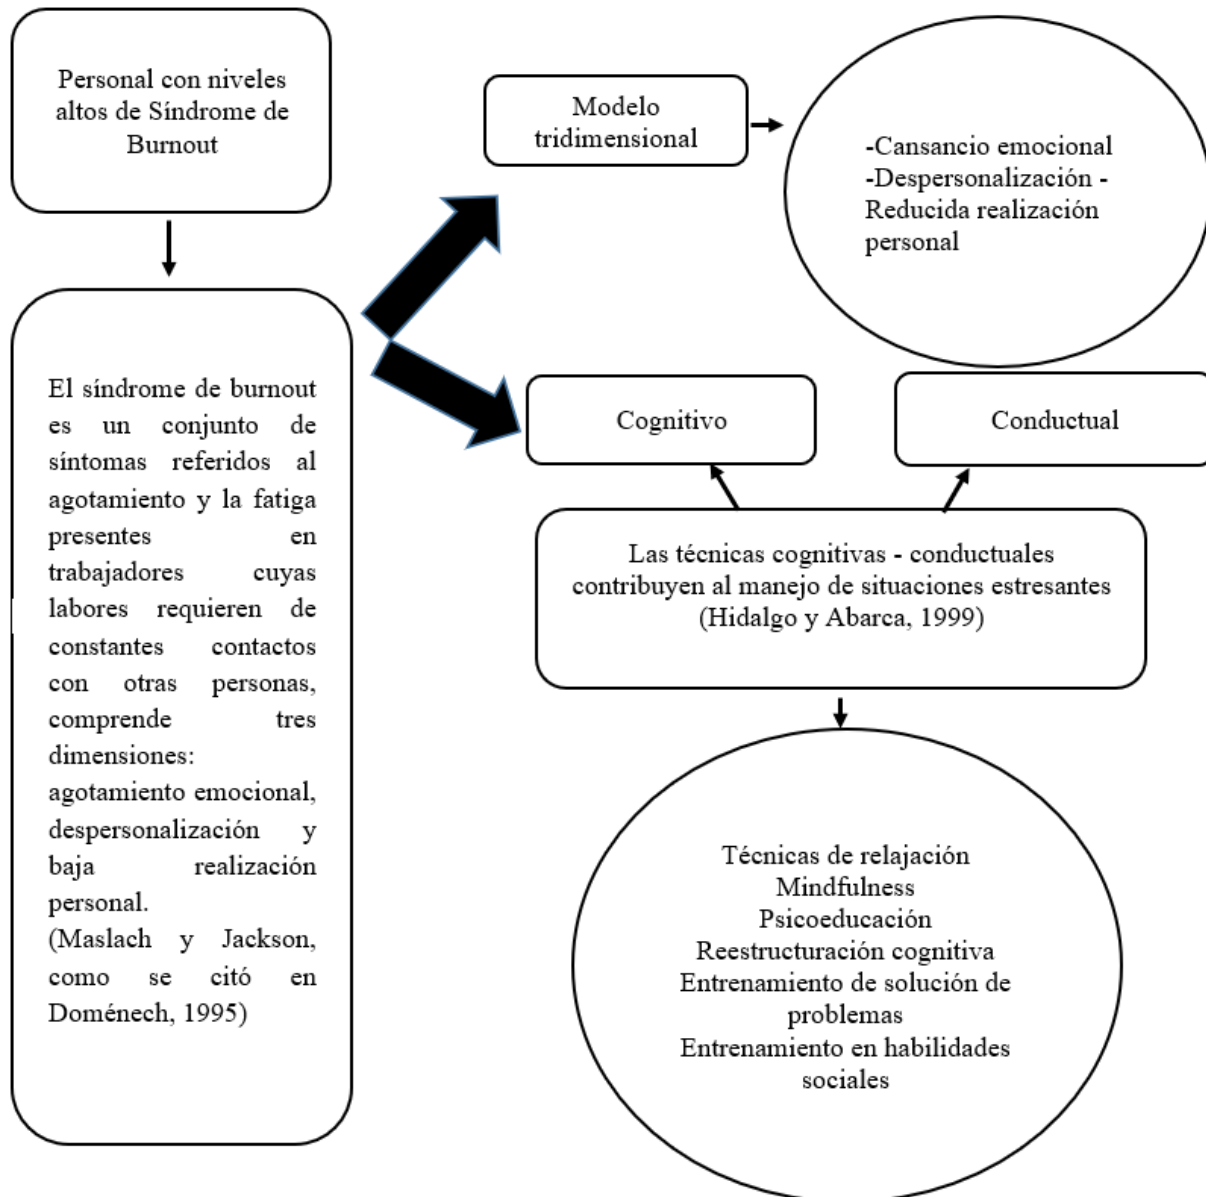 Personal con niveles
altos de Síndrome de
Burnout
El síndrome de burnout
es un conjunto de
síntomas referidos al
agotamiento y la fatiga
presentes en
trabajadores cuyas
labores requieren de
constantes contactos
con otras personas,
comprende tres
dimensiones:
agotamiento emocional,
despersonalización y
baja realización
personal.
(Maslach y Jackson,
como se citó en
Doménech, 1995)
Modelo
tridimensional
-Cansancio emocional
-Despersonalización -
Reducida realización
personal
Cognitivo
Conductual
Las técnicas cognitivas - conductuales
contribuyen al manejo de situaciones estresantes
(Hidalgo y Abarca, 1999)
Técnicas de relajación
Mindfulness
Psicoeducación
Reestructuración cognitiva
Entrenamiento de solución de
problemas
Entrenamiento en habilidades
sociales